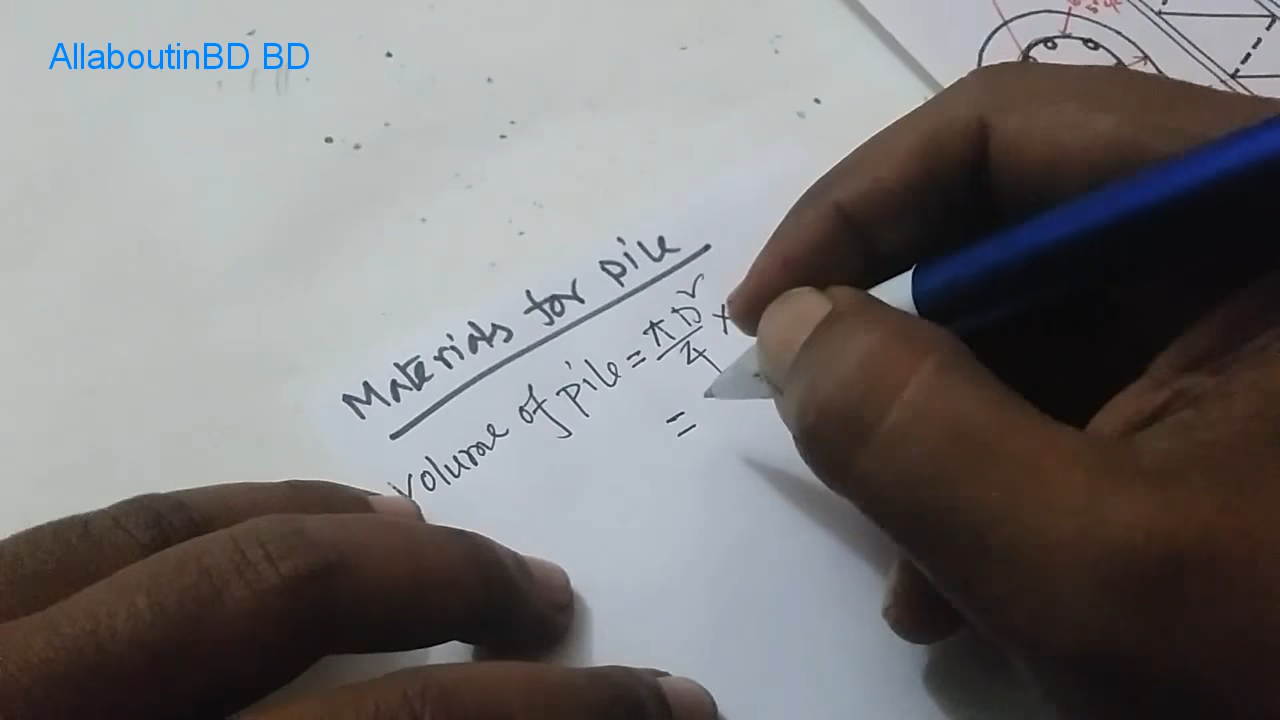 AllaboutinBD BD
Materials for pile
volume of pile = πD²/4 ×
=